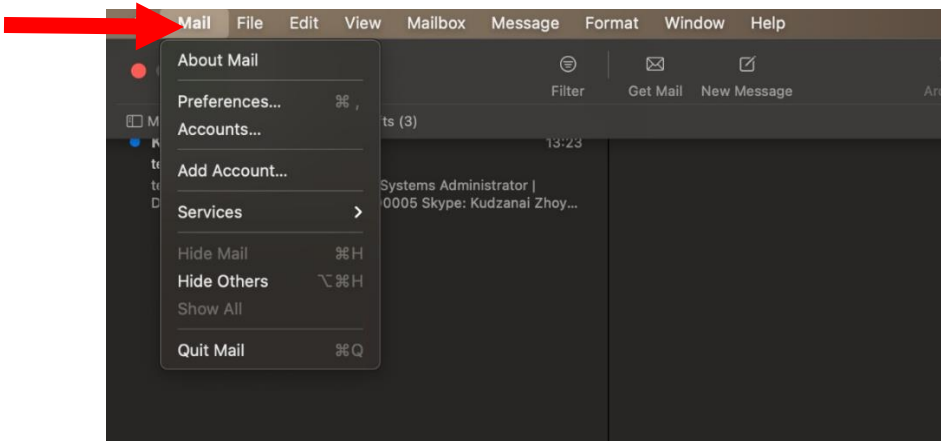 Mail File Edit View Mailbox Message Format Window Help
About Mail
Preferences... ⌘ ,
Accounts...
Add Account...
Services >
Hide Mail ⌘H
Hide Others ⌥⌘H
Show All
Quit Mail ⌘Q
Filter
Get Mail
New Message
(3)
13:23
Systems Administrator |
0005 Skype: Kudzanai Zhoy...